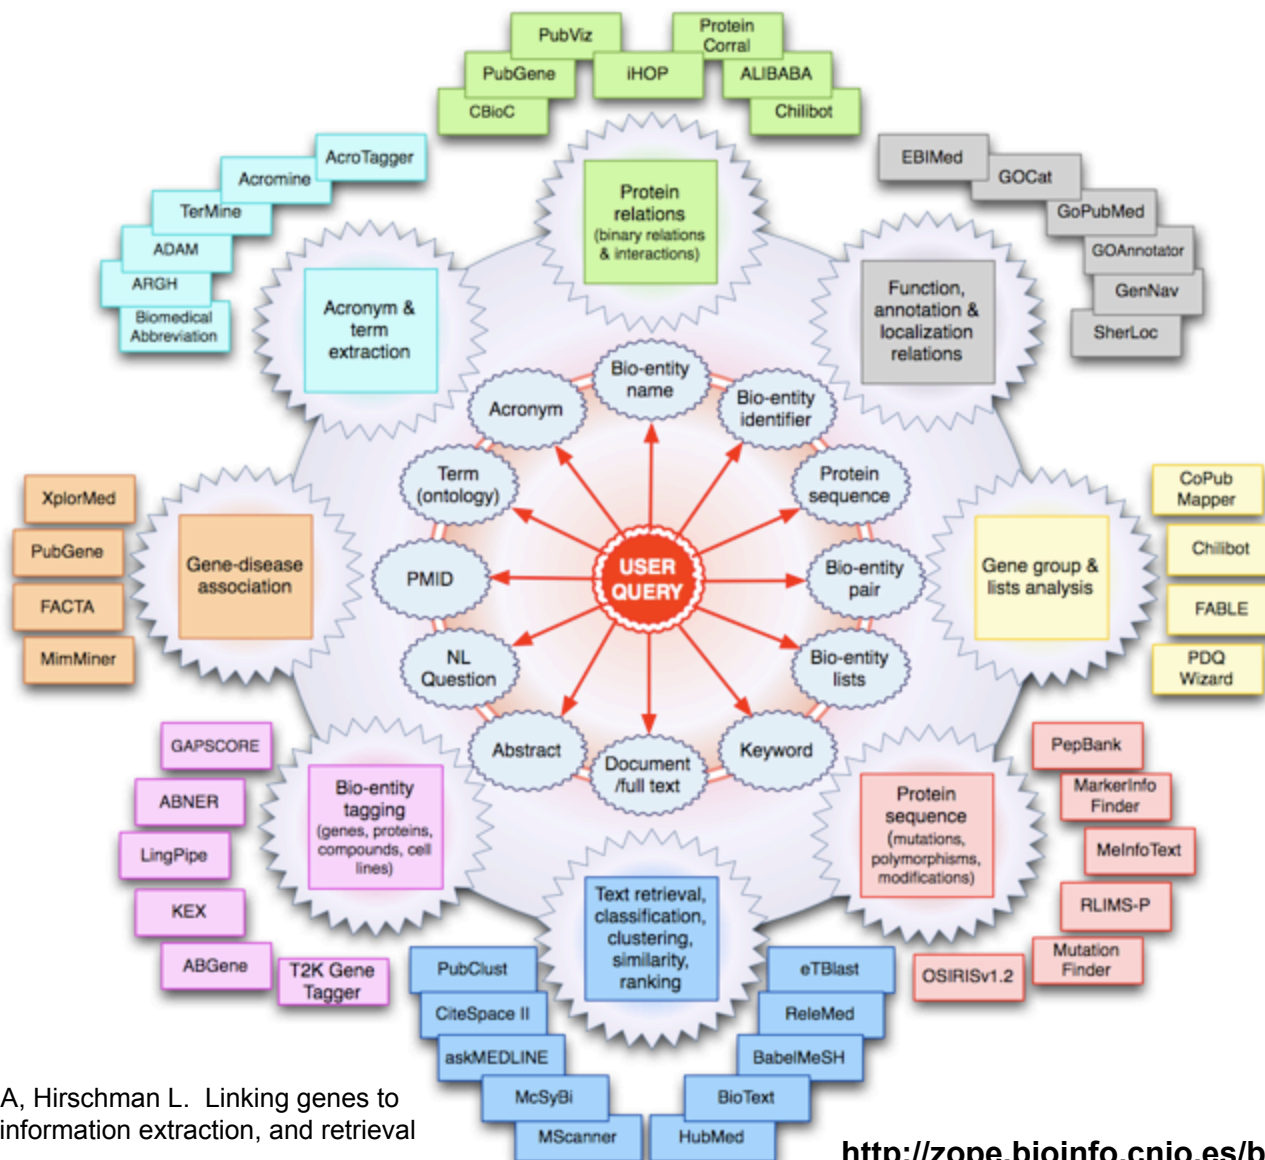 PubViz
Protein
Corral
PubGene
iHOP
ALIBABA
CBioC
Chilibot
AcroTagger
Acromine
TerMine
ADAM
ARGH
Biomedical
Abbreviation
EBIMed
GOCat
GoPubMed
GOAnnotator
GenNav
SherLoc
Protein
relations
(binary relations
& interactions)
Acronym &
term
extraction
Function,
annotation &
localization
relations
Bio-entity
name
Acronym
Bio-entity
identifier
Term
(ontology)
Protein
sequence
PMID
USER
QUERY
Bio-entity
pair
NL
Question
Bio-entity
lists
Abstract
Document
/full text
Keyword
XplorMed
PubGene
FACTA
MimMiner
Gene-disease
association
Gene group &
lists analysis
CoPub
Mapper
Chilibot
FABLE
PDQ
Wizard
GAPSCORE
ABNER
LingPipe
KEX
ABGene
T2K Gene
Tagger
Bio-entity
tagging
(genes, proteins,
compounds, cell
lines)
Text retrieval,
classification,
clustering,
similarity,
ranking
Protein
sequence
(mutations,
polymorphisms,
modifications)
PepBank
MarkerInfo
Finder
MeInfoText
RLIMS-P
Mutation
Finder
OSIRISv1.2
PubClust
CiteSpace II
askMEDLINE
McSyBi
MScanner
eTBlast
ReleMed
BabelMeSH
BioText
HubMed
A, Hirschman L. Linking genes to
information extraction, and retrieval
http://zope.bioinfo.cnio.es/b